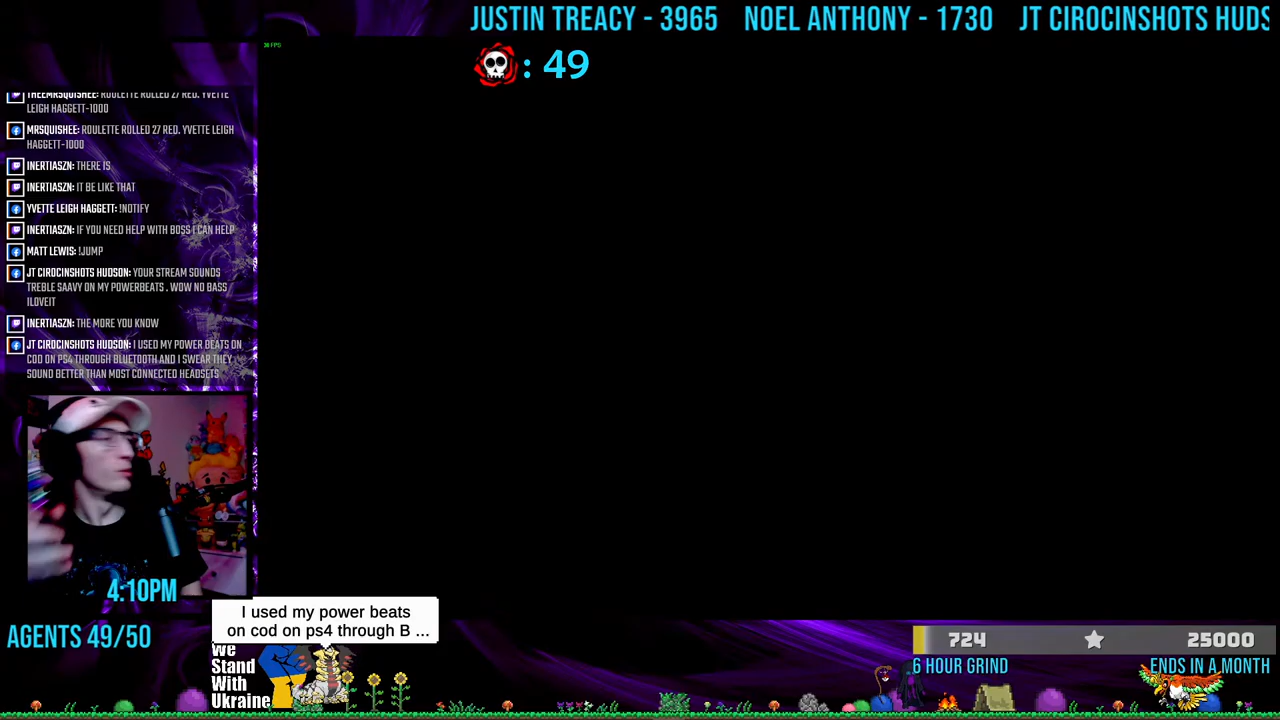 JUSTIN TREACY - 3965 NOEL ANTHONY - 1730 JT CIROCINSHOTS HUDS
: 49
THEEMRSQUISHEE: ROULETTE ROLLED 27 RED. YVETTE
LEIGH HAGGETT-1000
MRSQUISHEE: ROULETTE ROLLED 27 RED. YVETTE LEIGH
HAGGETT-1000
INERTIASZN: THERE IS
INERTIASZN: IT BE LIKE THAT
YVETTE LEIGH HAGGETT: !NOTIFY
INERTIASZN: IF YOU NEED HELP WITH BOSS I CAN HELP
MATT LEWIS: !JUMP
JT CIROCINSHOTS HUDSON: YOUR STREAM SOUNDS
TREBLE SAAVY ON MY POWERBEATS . WOW NO BASS
ILOVEIT
INERTIASZN: THE MORE YOU KNOW
JT CIROCINSHOTS HUDSON: I USED MY POWER BEATS ON
COD ON PS4 THROUGH BLUETOOTH AND I SWEAR THEY
SOUND BETTER THAN MOST CONNECTED HEADSETS
4:10PM
AGENTS 49/50
I used my power beats
on cod on ps4 through B ...
We
Stand
With
Ukraine
724 25000
6 HOUR GRIND ENDS IN A MONTH